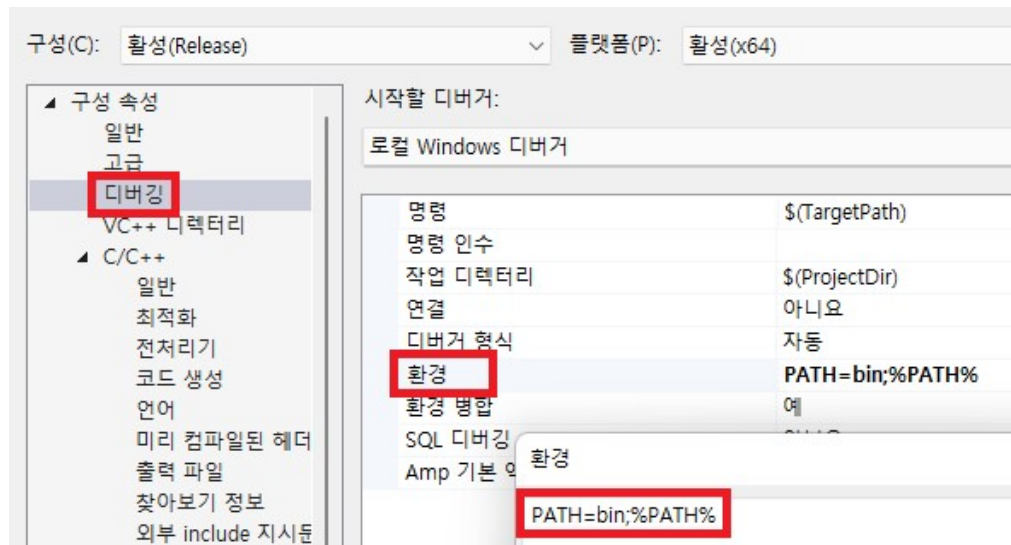 구성(C): 활성(Release) 플랫폼(P): 활성(x64)
구성 속성
일반
고급
디버깅
VC++ 디렉터리
C/C++
일반
최적화
전처리기
코드 생성
언어
미리 컴파일된 헤더
출력 파일
찾아보기 정보
외부 include 지시문
시작할 디버거:
로컬 Windows 디버거
명령 $(TargetPath)
명령 인수
작업 디렉터리 $(ProjectDir)
연결 아니요
디버거 형식 자동
환경 PATH=bin;%PATH%
환경 병합 예
SQL 디버깅
Amp 기본
환경
PATH=bin;%PATH%